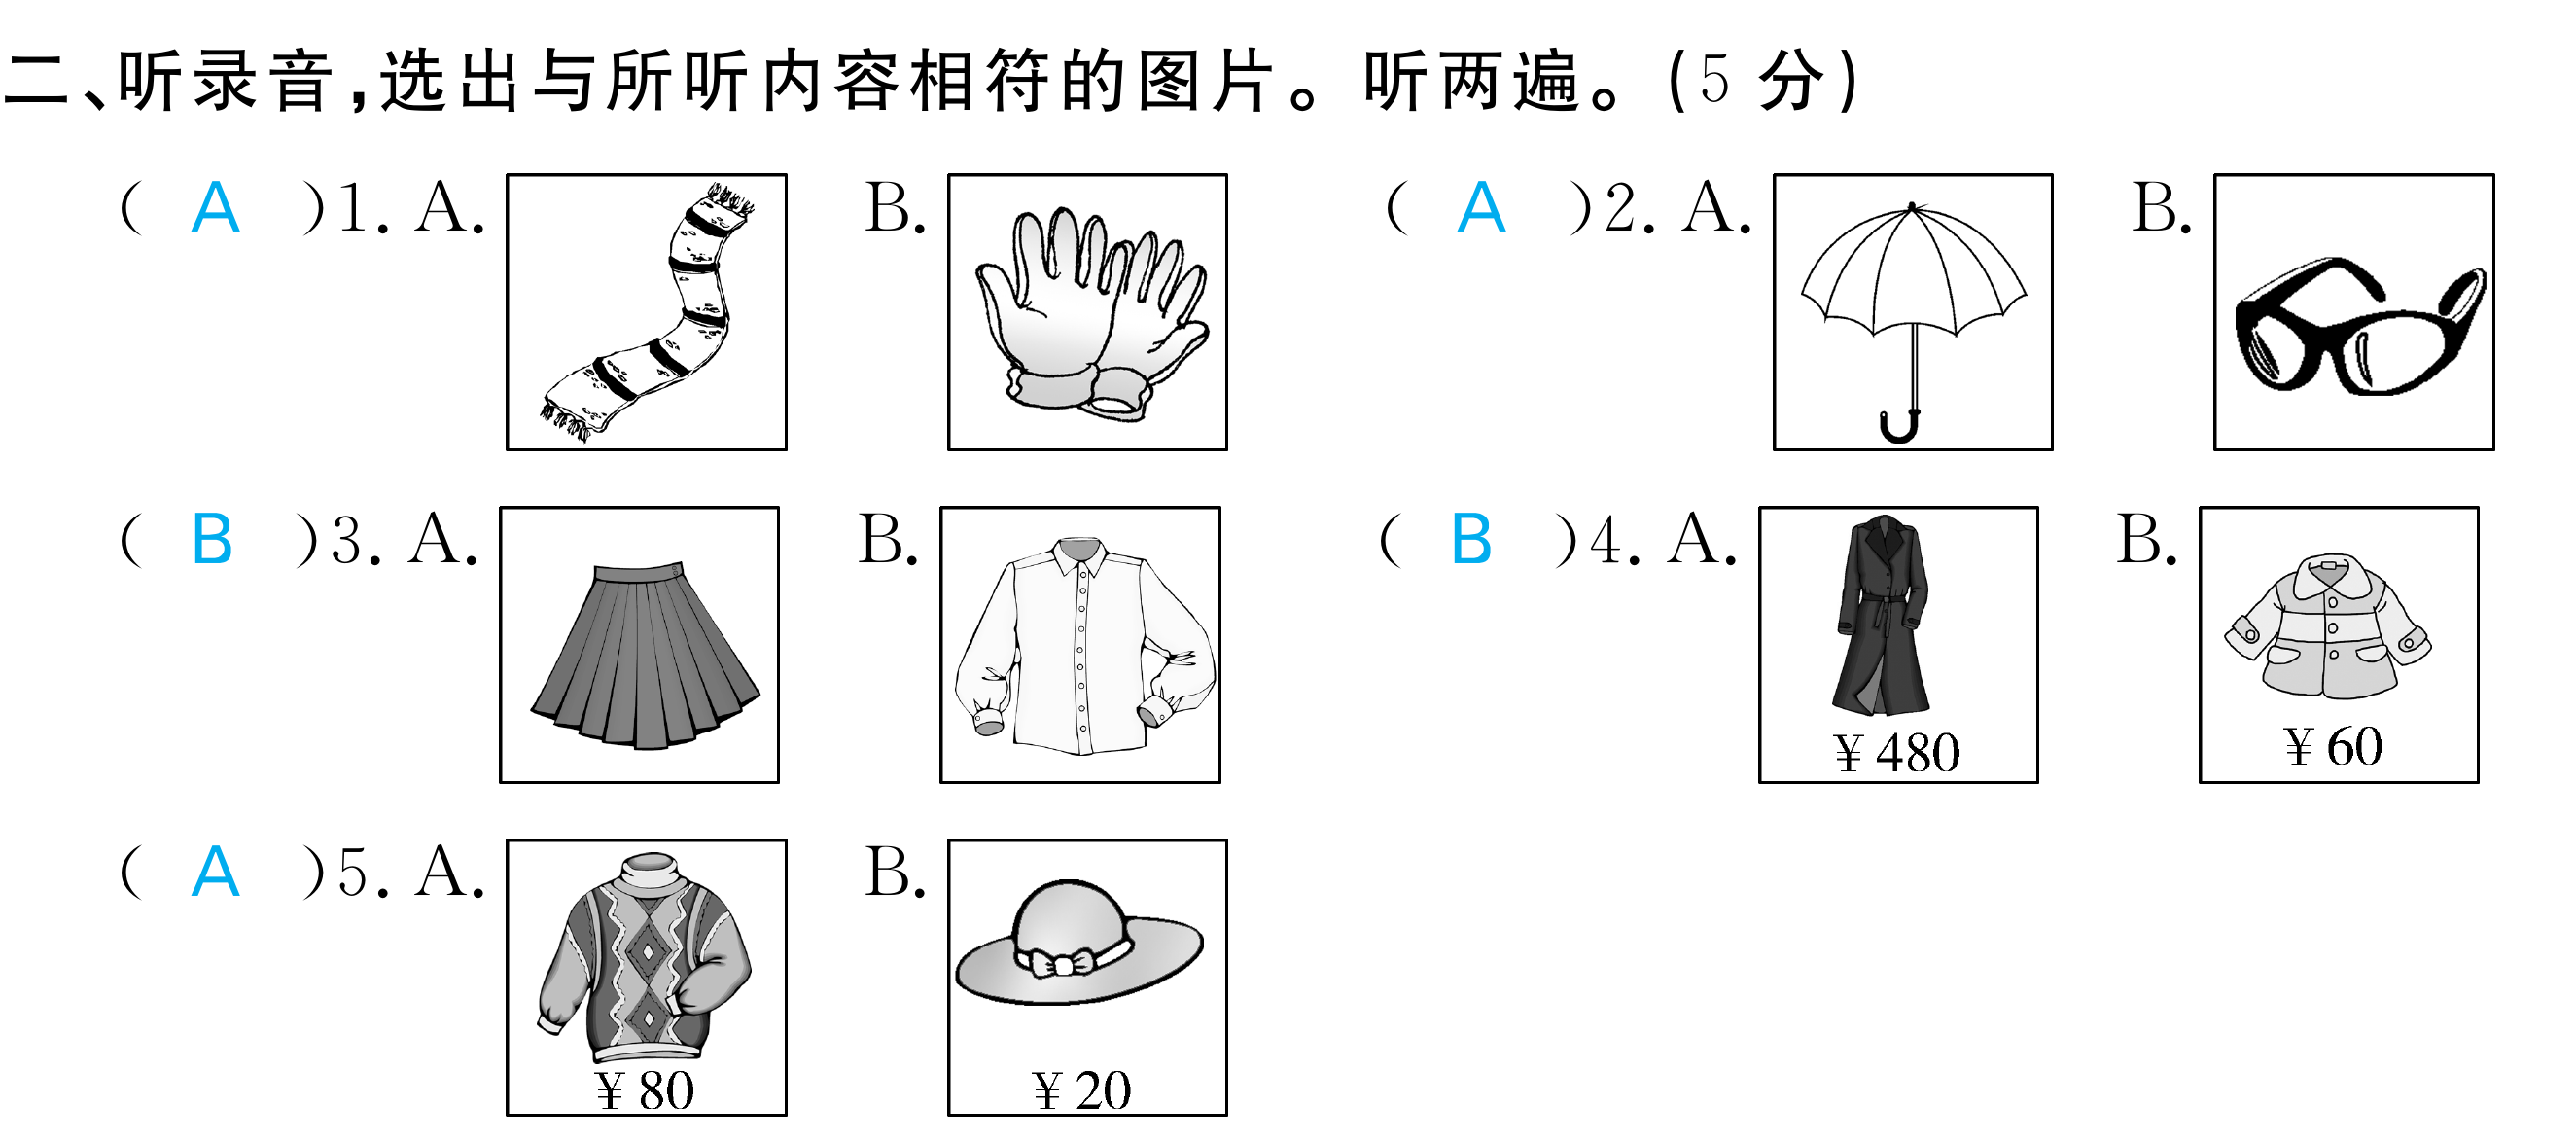 二、听录音,选出与所听内容相符的图片。听两遍。(5 分)
( A )1. A. B. ( A )2. A. B.
( B )3. A. B. ( B )4. A. B.
￥480 ￥60
( A )5. A. B.
￥80 ￥20